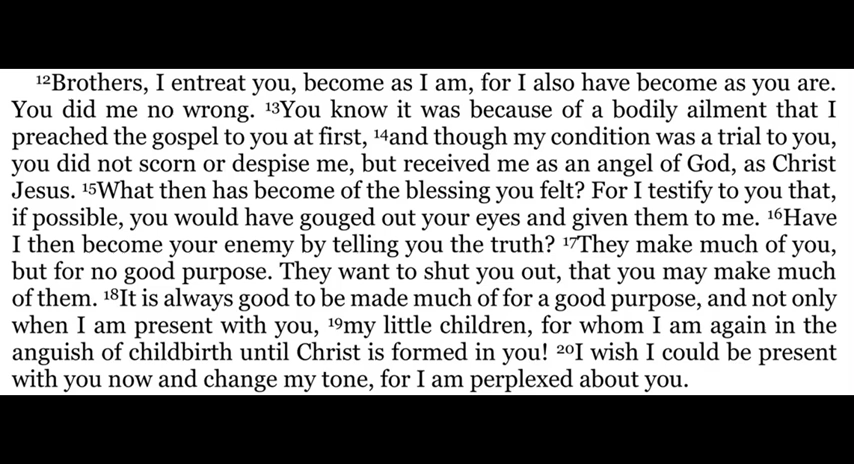 ¹²Brothers, I entreat you, become as I am, for I also have become as you are.
You did me no wrong. ¹³You know it was because of a bodily ailment that I
preached the gospel to you at first, ¹⁴and though my condition was a trial to you,
you did not scorn or despise me, but received me as an angel of God, as Christ
Jesus. ¹⁵What then has become of the blessing you felt? For I testify to you that,
if possible, you would have gouged out your eyes and given them to me. ¹⁶Have
I then become your enemy by telling you the truth? ¹⁷They make much of you,
but for no good purpose. They want to shut you out, that you may make much
of them. ¹⁸It is always good to be made much of for a good purpose, and not only
when I am present with you, ¹⁹my little children, for whom I am again in the
anguish of childbirth until Christ is formed in you! ²⁰I wish I could be present
with you now and change my tone, for I am perplexed about you.